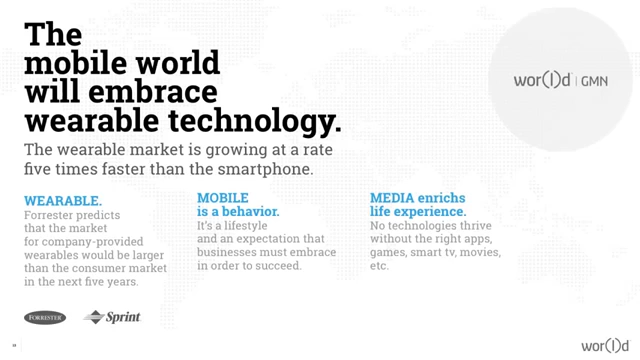 The
mobile world
will embrace
wearable technology.
The wearable market is growing at a rate
five times faster than the smartphone.
wor(l)d | GMN
WEARABLE.
Forrester predicts
that the market
for company-provided
wearables would be larger
than the consumer market
in the next five years.
MOBILE
is a behavior.
It's a lifestyle
and an expectation that
businesses must embrace
in order to succeed.
MEDIA enrichs
life experience.
No technologies thrive
without the right apps,
games, smart tv, movies,
etc.
FORRESTER
Sprint
wor(l)d